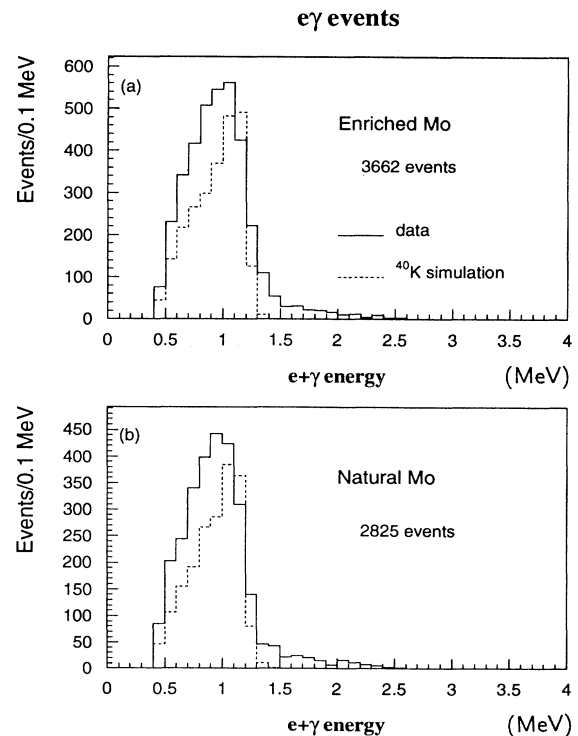 eγ events
Events/0.1 MeV
600
500
400
300
200
100
0
(a)
Enriched Mo
3662 events
data
⁴⁰K simulation
0 0.5 1 1.5 2 2.5 3 3.5 4
e+γ energy (MeV)
Events/0.1 MeV
450
400
350
300
250
200
150
100
50
0
(b)
Natural Mo
2825 events
0 0.5 1 1.5 2 2.5 3 3.5 4
e+γ energy (MeV)